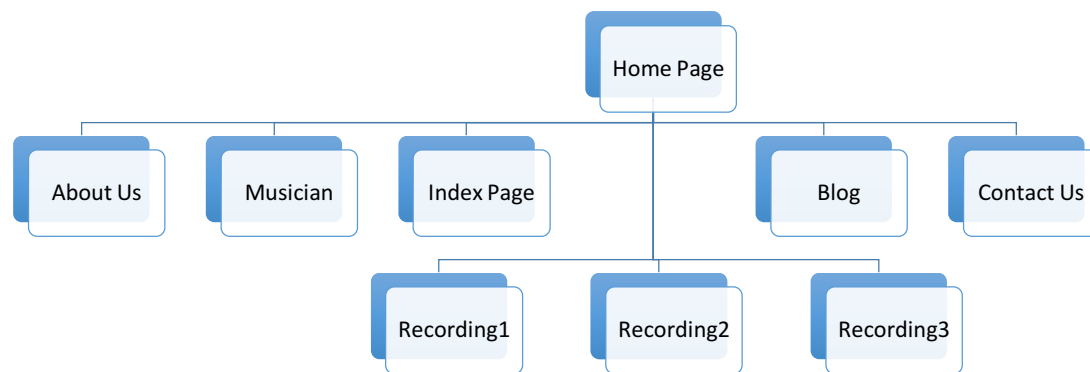 Home Page
About Us
Musician
Index Page
Blog
Contact Us
Recording1
Recording2
Recording3